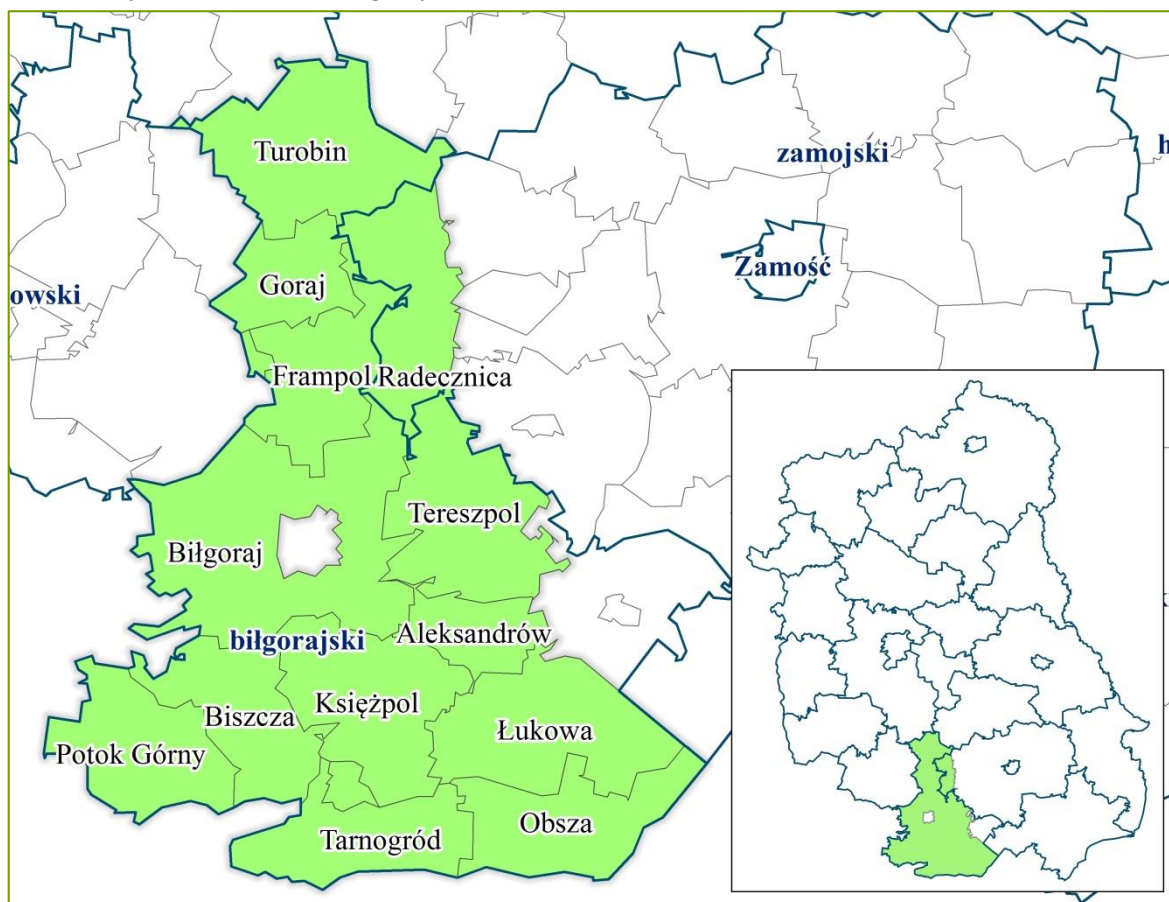 Turobin
zamojski
h
Goraj
Zamość
owski
Frampol
Radecznica
Tereszpol
Biłgoraj
Aleksandrów
biłgorajski
Księżpol
Biszcza
Łukowa
Potok Górny
Obsza
Tarnogród